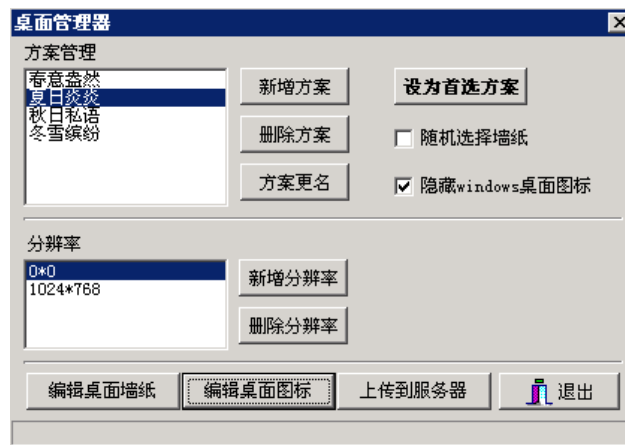 桌面管理器
方案管理
春意盎然
夏日炎炎
秋日私语
冬雪缤纷
新增方案
删除方案
方案更名
设为首选方案
随机选择墙纸
隐藏windows桌面图标
分辨率
0*0
1024*768
新增分辨率
删除分辨率
编辑桌面墙纸
编辑桌面图标
上传到服务器
退出